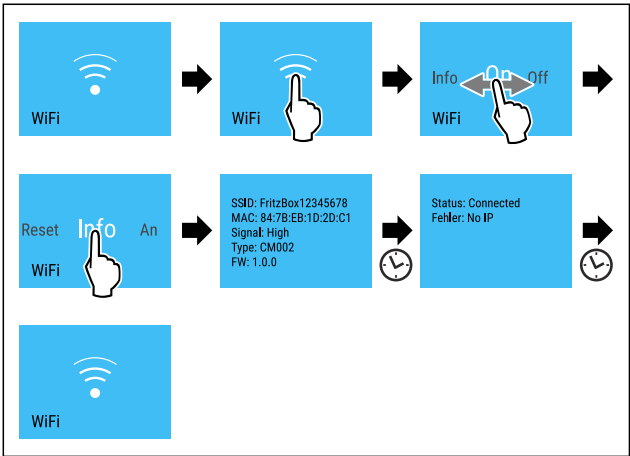 WiFi
WiFi
Info On Off
WiFi
Reset Info An
WiFi
SSID: FritzBox12345678
MAC: 84:7B:EB:1D:2D:C1
Signal: High
Type: CM002
FW: 1.0.0
Status: Connected
Fehler: No IP
WiFi